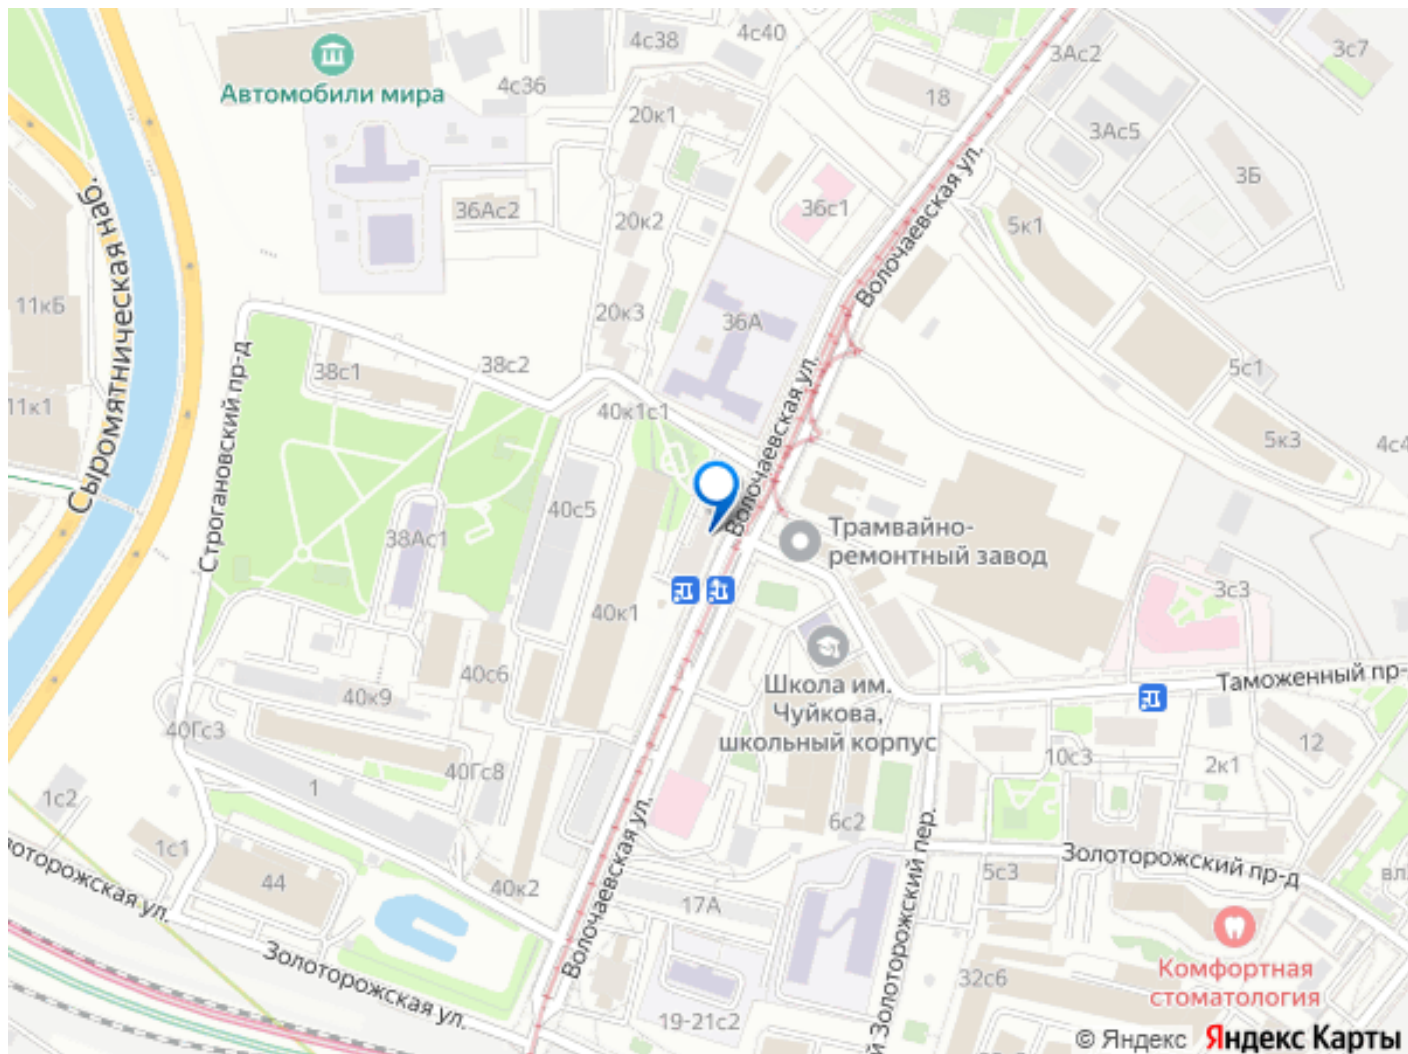 4с38
4с40
3Ас2
3с7
Автомобили мира
4с36
18
20к1
3Ас5
3Б
36Ас2
20к2
36с1
5к1
Волочаевская ул.
Сыромятническая наб.
11кБ
20к3
36А
38с1
38с2
5с1
11к1
40к1с1
Волочаевская ул.
5к3
4с4
Строгановский пр-д
40с5
38Ас1
Трамвайно-
ремонтный завод
40к1
3с3
40с6
Школа им.
Чуйкова,
школьный корпус
Таможенный пр-
40к9
40Гс3
40Гс8
10с3
2к1
12
1с2
1
Волочаевская ул.
6с2
1с1
Золоторожский пр-д
44
40к2
5с3
вл
17А
олоторожская ул.
Золоторожская ул.
й Золоторожский пер.
32с6
Комфортная
стоматология
19-21с2
© Яндекс Яндекс Карты